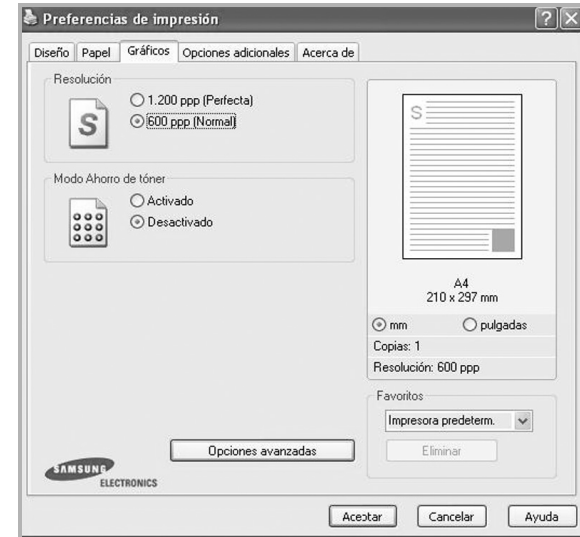 Preferencias de impresión
Diseño Papel Gráficos Opciones adicionales Acerca de
Resolución
1.200 ppp (Perfecta)
600 ppp (Normal)
S
Modo Ahorro de tóner
Activado
Desactivado
S
A4
210 x 297 mm
mm pulgadas
Copias: 1
Resolución: 600 ppp
Favoritos
Impresora predeterm.
Eliminar
Opciones avanzadas
SAMSUNG
ELECTRONICS
Aceptar Cancelar Ayuda